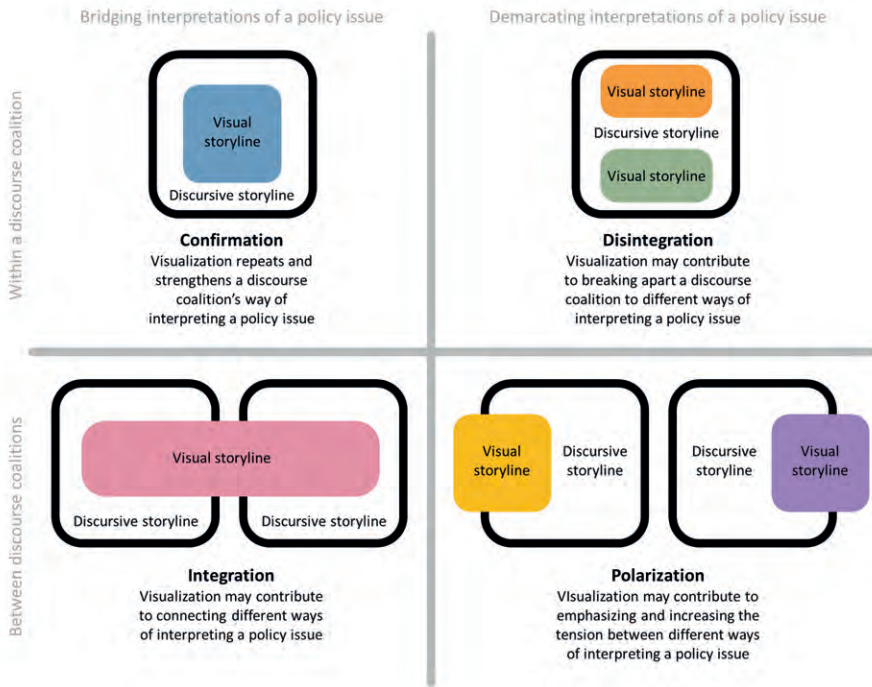 Bridging interpretations of a policy issue
Demarcating interpretations of a policy issue
Within a discourse coalition
Visual
storyline
Discursive storyline
Confirmation
Visualization repeats and
strengthens a discourse
coalition's way of
interpreting a policy issue
Visual storyline
Discursive storyline
Visual storyline
Disintegration
Visualization may contribute
to breaking apart a discourse
coalition to different ways of
interpreting a policy issue
Between discourse coalitions
Visual storyline
Discursive storyline
Discursive storyline
Integration
Visualization may contribute
to connecting different ways
of interpreting a policy issue
Visual
storyline
Discursive
storyline
Discursive
storyline
Visual
storyline
Polarization
VIsualization may contribute to
emphasizing and increasing the
tension between different ways
of interpreting a policy issue